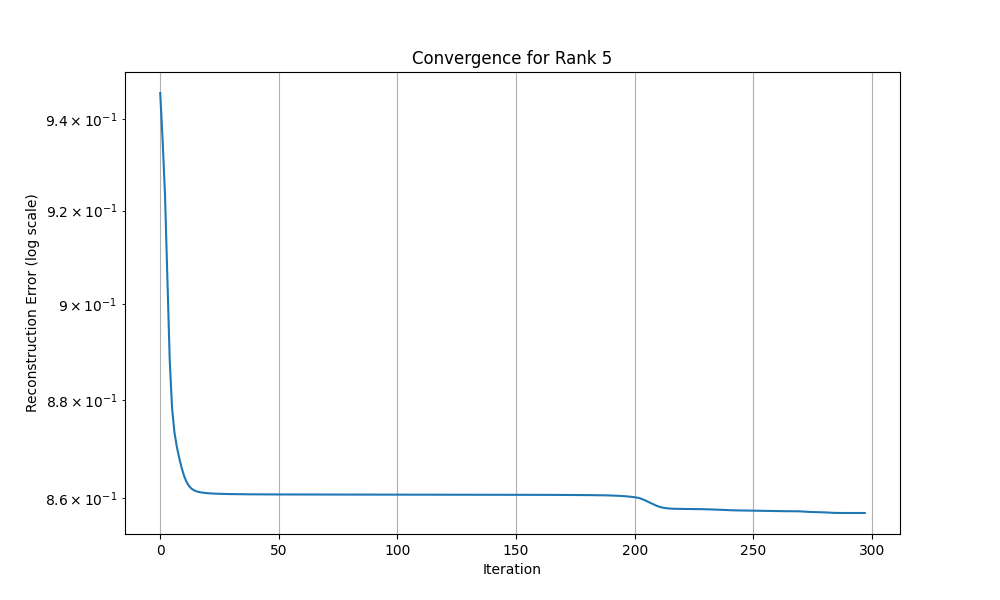 Convergence for Rank 5
Reconstruction Error (log scale)
9.4 × 10⁻¹
9.2 × 10⁻¹
9 × 10⁻¹
8.8 × 10⁻¹
8.6 × 10⁻¹
0 50 100 150 200 250 300
Iteration